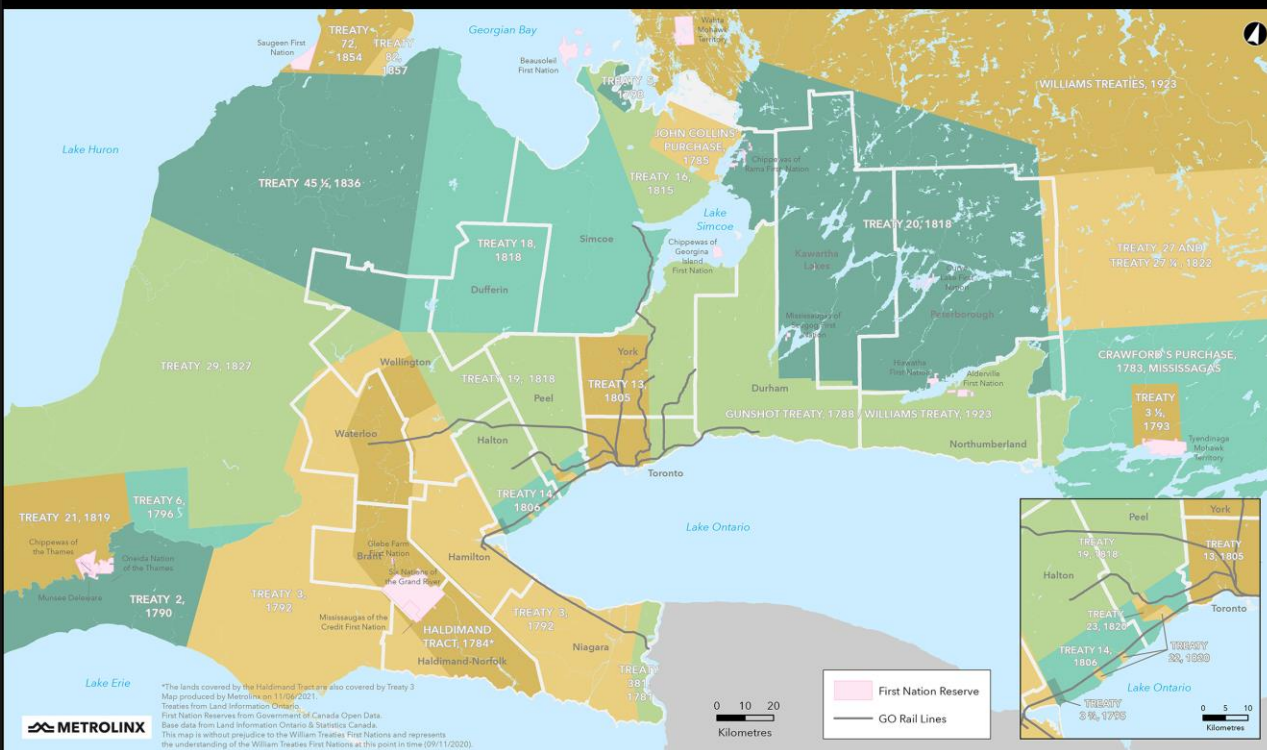 TREATY
72,
1854
TREATY
82,
1857
Saugeen First
Nation
Georgian Bay
Beausoleil
First Nation
Wahta
Mohawk
Territory
TREATY 5,
1798
WILLIAMS TREATIES, 1923
Lake Huron
JOHN COLLINS'
PURCHASE,
1785
Chippewas of
Rama First Nation
TREATY 45 ½, 1836
TREATY 16,
1815
Lake
Simcoe
TREATY 20, 1818
TREATY 18,
1818
Simcoe
Chippewas of
Georgina
Island
First Nation
Kawartha
Lakes
TREATY 27 AND
TREATY 27 ¼, 1822
Dufferin
Lake First
Nation
Mississaugas of
Scugog First
Nation
Peterborough
TREATY 29, 1827
Wellington
York
CRAWFORD'S PURCHASE,
1783, MISSISSAGAS
Hiawatha
First Nation
Alderville
First Nation
TREATY 19, 1818
TREATY 13,
1805
Peel
Durham
TREATY
3 ½,
1793
GUNSHOT TREATY, 1788 / WILLIAMS TREATY, 1923
Waterloo
Halton
Northumberland
Tyendinaga
Mohawk
Territory
Toronto
TREATY 6,
1796
TREATY 14,
1806
TREATY 21, 1819
Lake Ontario
Chippewas of
the Thames
Oneida Nation
of the Thames
Munsee Delaware
Glebe Farm
First Nation
Brant
Hamilton
Six Nations of
the Grand River
TREATY 2,
1790
TREATY 3,
1792
Mississaugas of the
Credit First Nation
TREATY 3,
1792
HALDIMAND
TRACT, 1784*
Niagara
Haldimand-Norfolk
TREATY
381,
1781
Lake Erie
*The lands covered by the Haldimand Tract are also covered by Treaty 3
Map produced by Metrolinx on 11/06/2021.
Treaties from Land Information Ontario.
First Nation Reserves from Government of Canada Open Data.
Base data from Land Information Ontario & Statistics Canada.
This map is without prejudice to the William Treaties First Nations and represents
the understanding of the William Treaties First Nations at this point in time (09/11/2020).
METROLINX
0 10 20
Kilometres
First Nation Reserve
GO Rail Lines
Peel
York
TREATY
19, 1818
TREATY
13, 1805
Halton
Toronto
TREATY
23, 1820
TREATY 14,
1806
TREATY
22, 1820
Lake Ontario
TREATY
3 ¾, 1795
0 5 10
Kilometres